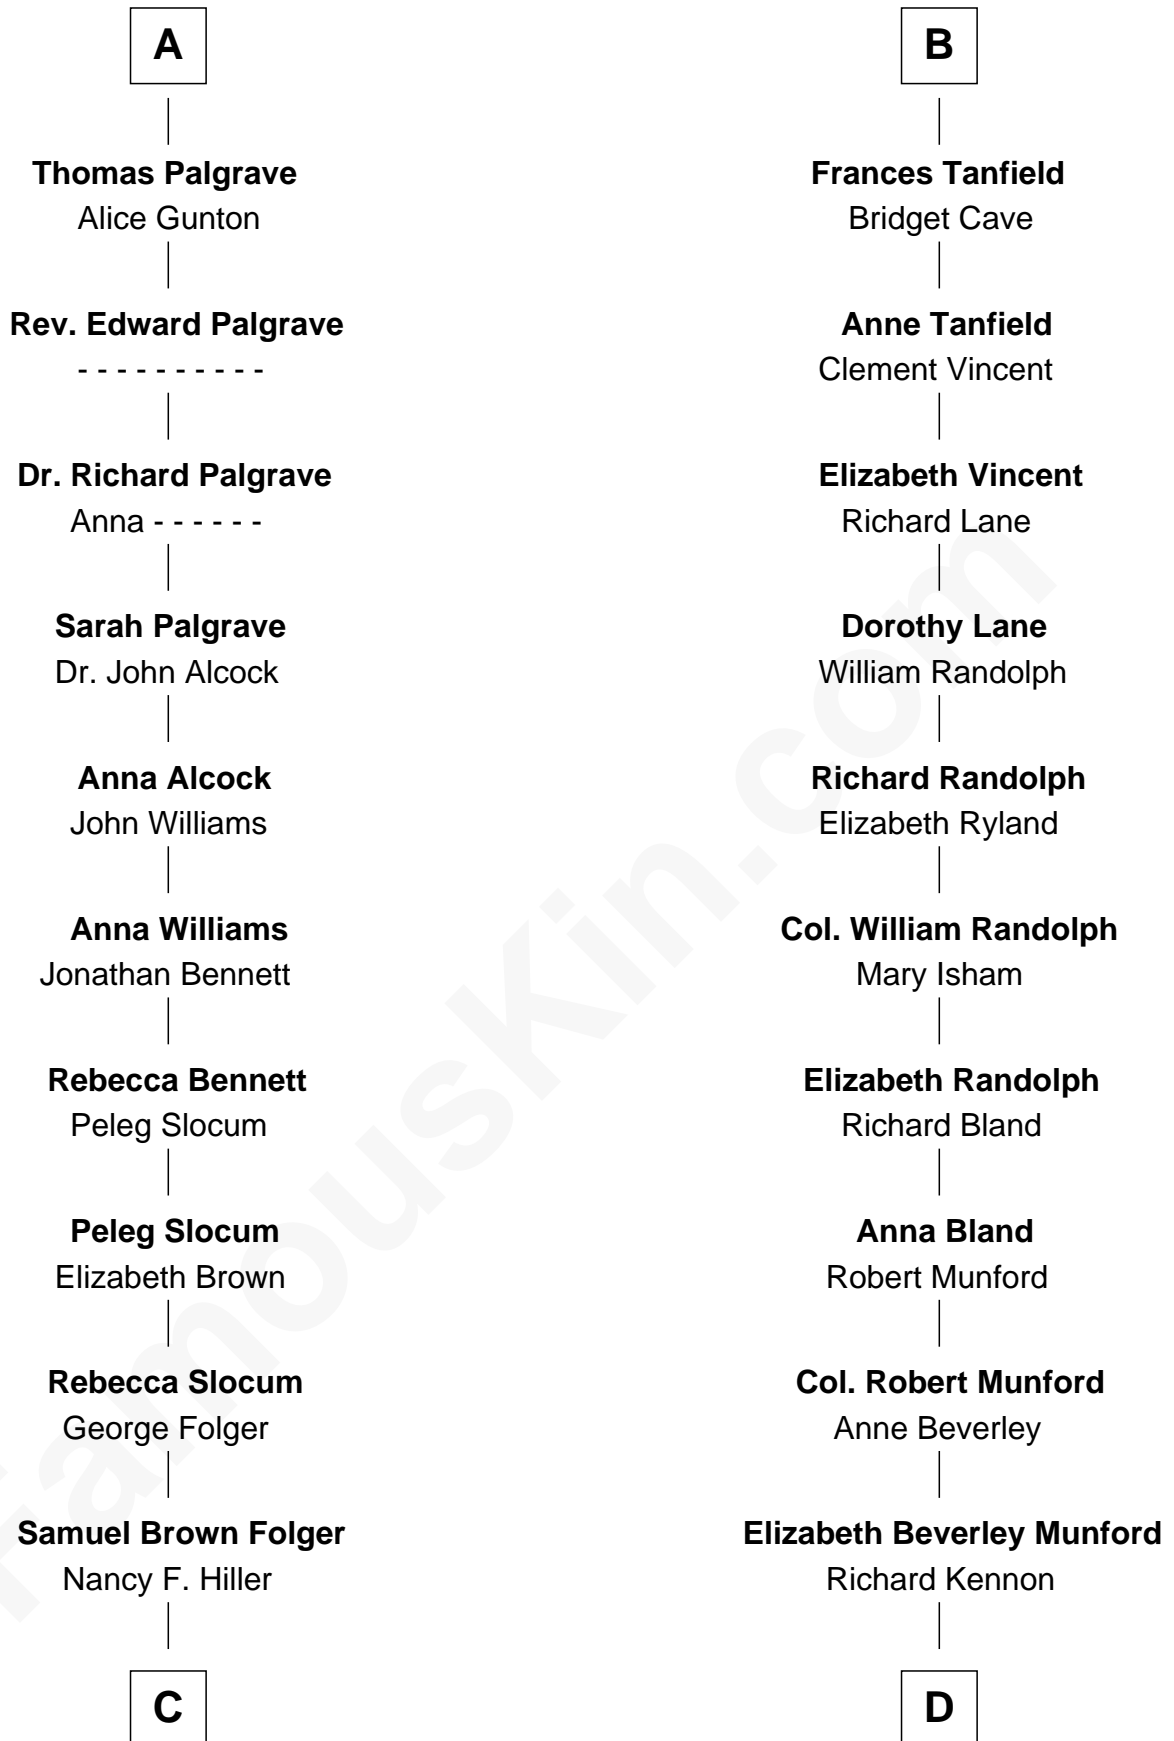 A
Thomas Palgrave
Alice Gunton
Rev. Edward Palgrave
- - - - - - - - - -
Dr. Richard Palgrave
Anna - - - - - -
Sarah Palgrave
Dr. John Alcock
Anna Alcock
John Williams
Anna Williams
Jonathan Bennett
Rebecca Bennett
Peleg Slocum
Peleg Slocum
Elizabeth Brown
Rebecca Slocum
George Folger
Samuel Brown Folger
Nancy F. Hiller
C
B
Frances Tanfield
Bridget Cave
Anne Tanfield
Clement Vincent
Elizabeth Vincent
Richard Lane
Dorothy Lane
William Randolph
Richard Randolph
Elizabeth Ryland
Col. William Randolph
Mary Isham
Elizabeth Randolph
Richard Bland
Anna Bland
Robert Munford
Col. Robert Munford
Anne Beverley
Elizabeth Beverley Munford
Richard Kennon
D
FamousKin.com